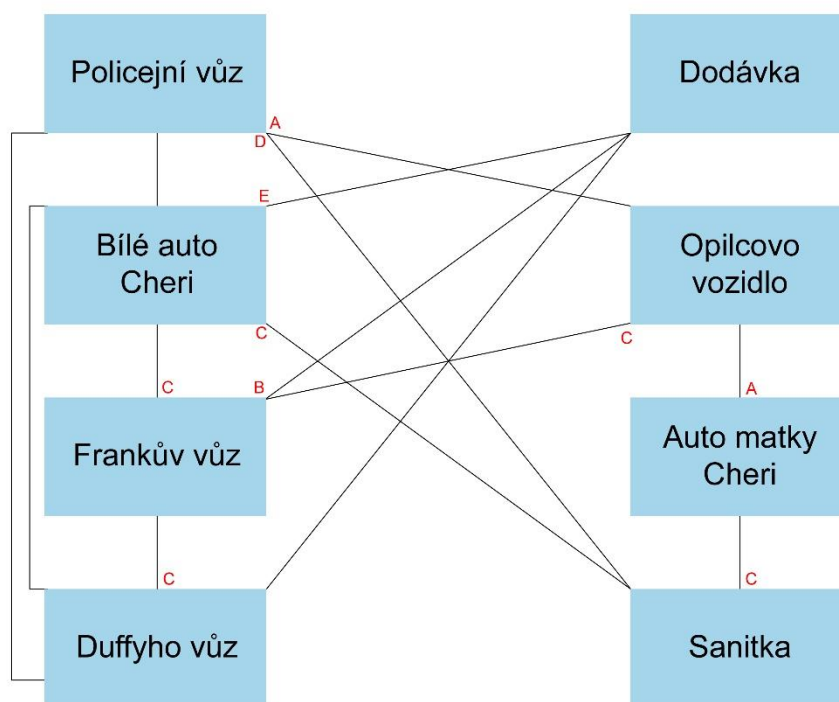 Policejní vůz
Dodávka
A
D
E
Bílé auto
Cheri
Opilcovo
vozidlo
C
C
C
B
A
Frankův vůz
Auto matky
Cheri
C
C
Duffyho vůz
Sanitka